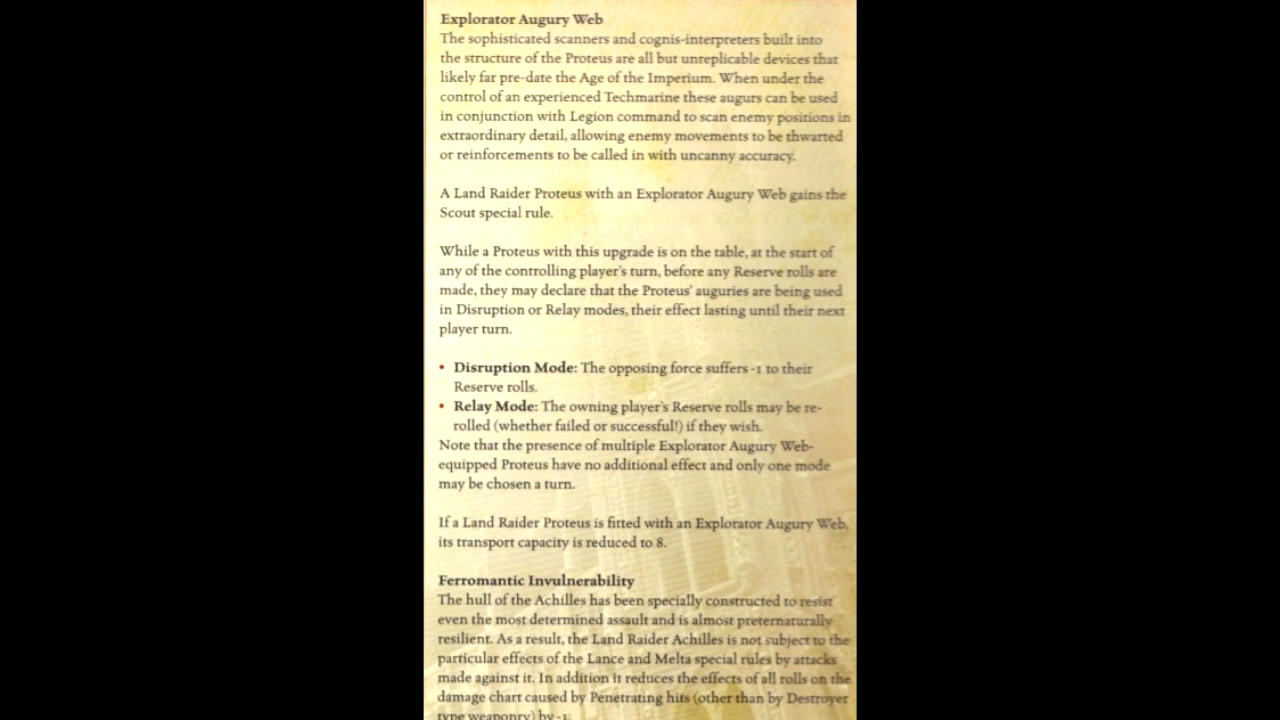 Explorator Augury Web
The sophisticated scanners and cognis-interpreters built into
the structure of the Proteus are all but unreplicable devices that
likely far pre-date the Age of the Imperium. When under the
control of an experienced Techmarine these augurs can be used
in conjunction with Legion command to scan enemy positions in
extraordinary detail, allowing enemy movements to be thwarted
or reinforcements to be called in with uncanny accuracy.
A Land Raider Proteus with an Explorator Augury Web gains the
Scout special rule.
While a Proteus with this upgrade is on the table, at the start of
any of the controlling player's turn, before any Reserve rolls are
made, they may declare that the Proteus' auguries are being used
in Disruption or Relay modes, their effect lasting until their next
player turn.
• Disruption Mode: The opposing force suffers -1 to their
Reserve rolls.
• Relay Mode: The owning player's Reserve rolls may be re-
rolled (whether failed or successful!) if they wish.
Note that the presence of multiple Explorator Augury Web-
equipped Proteus have no additional effect and only one mode
may be chosen a turn.
If a Land Raider Proteus is fitted with an Explorator Augury Web,
its transport capacity is reduced to 8.
Ferromantic Invulnerability
The hull of the Achilles has been specially constructed to resist
even the most determined assault and is almost preternaturally
resilient. As a result, the Land Raider Achilles is not subject to the
particular effects of the Lance and Melta special rules by attacks
made against it. In addition it reduces the effects of all rolls on the
damage chart caused by Penetrating hits (other than by Destroyer
type weaponry) by -1.